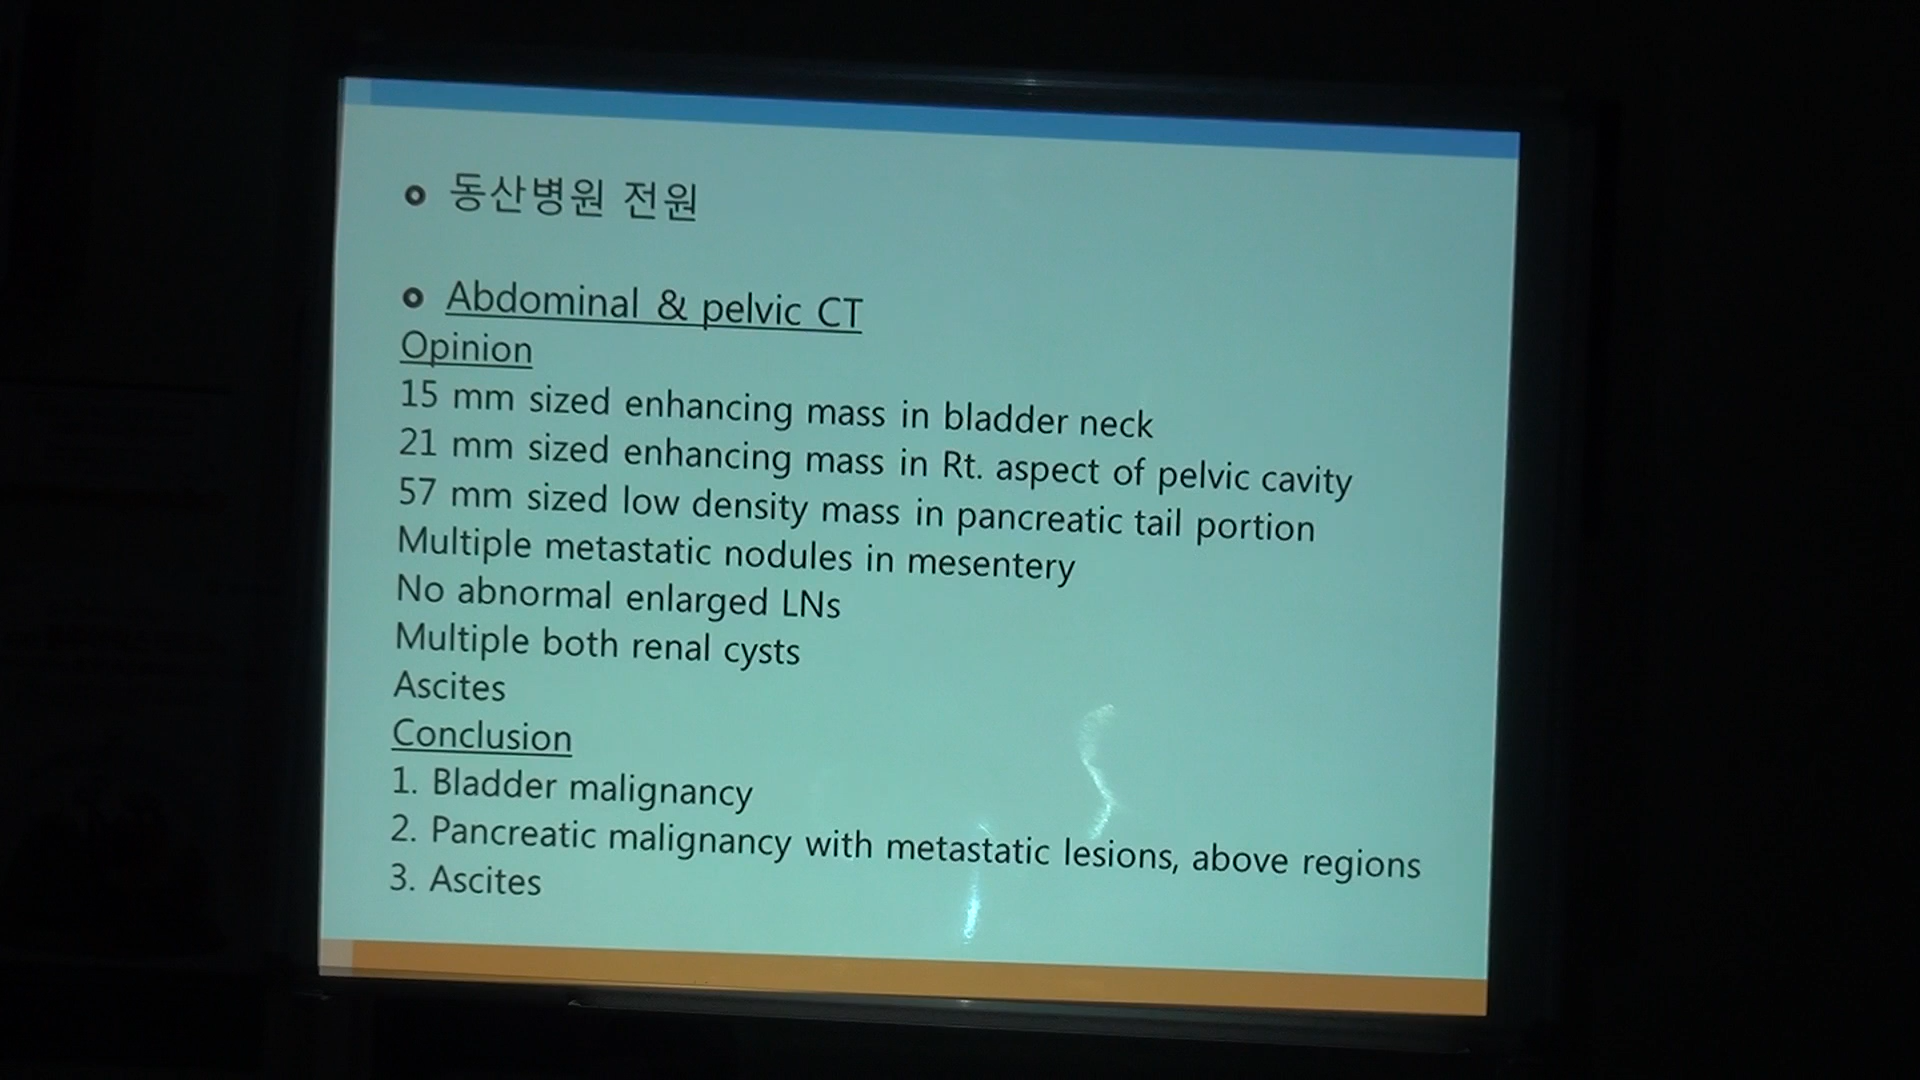 동산병원 전원
Abdominal & pelvic CT
Opinion
15 mm sized enhancing mass in bladder neck
21 mm sized enhancing mass in Rt. aspect of pelvic cavity
57 mm sized low density mass in pancreatic tail portion
Multiple metastatic nodules in mesentery
No abnormal enlarged LNs
Multiple both renal cysts
Ascites
Conclusion
1. Bladder malignancy
2. Pancreatic malignancy with metastatic lesions, above regions
3. Ascites